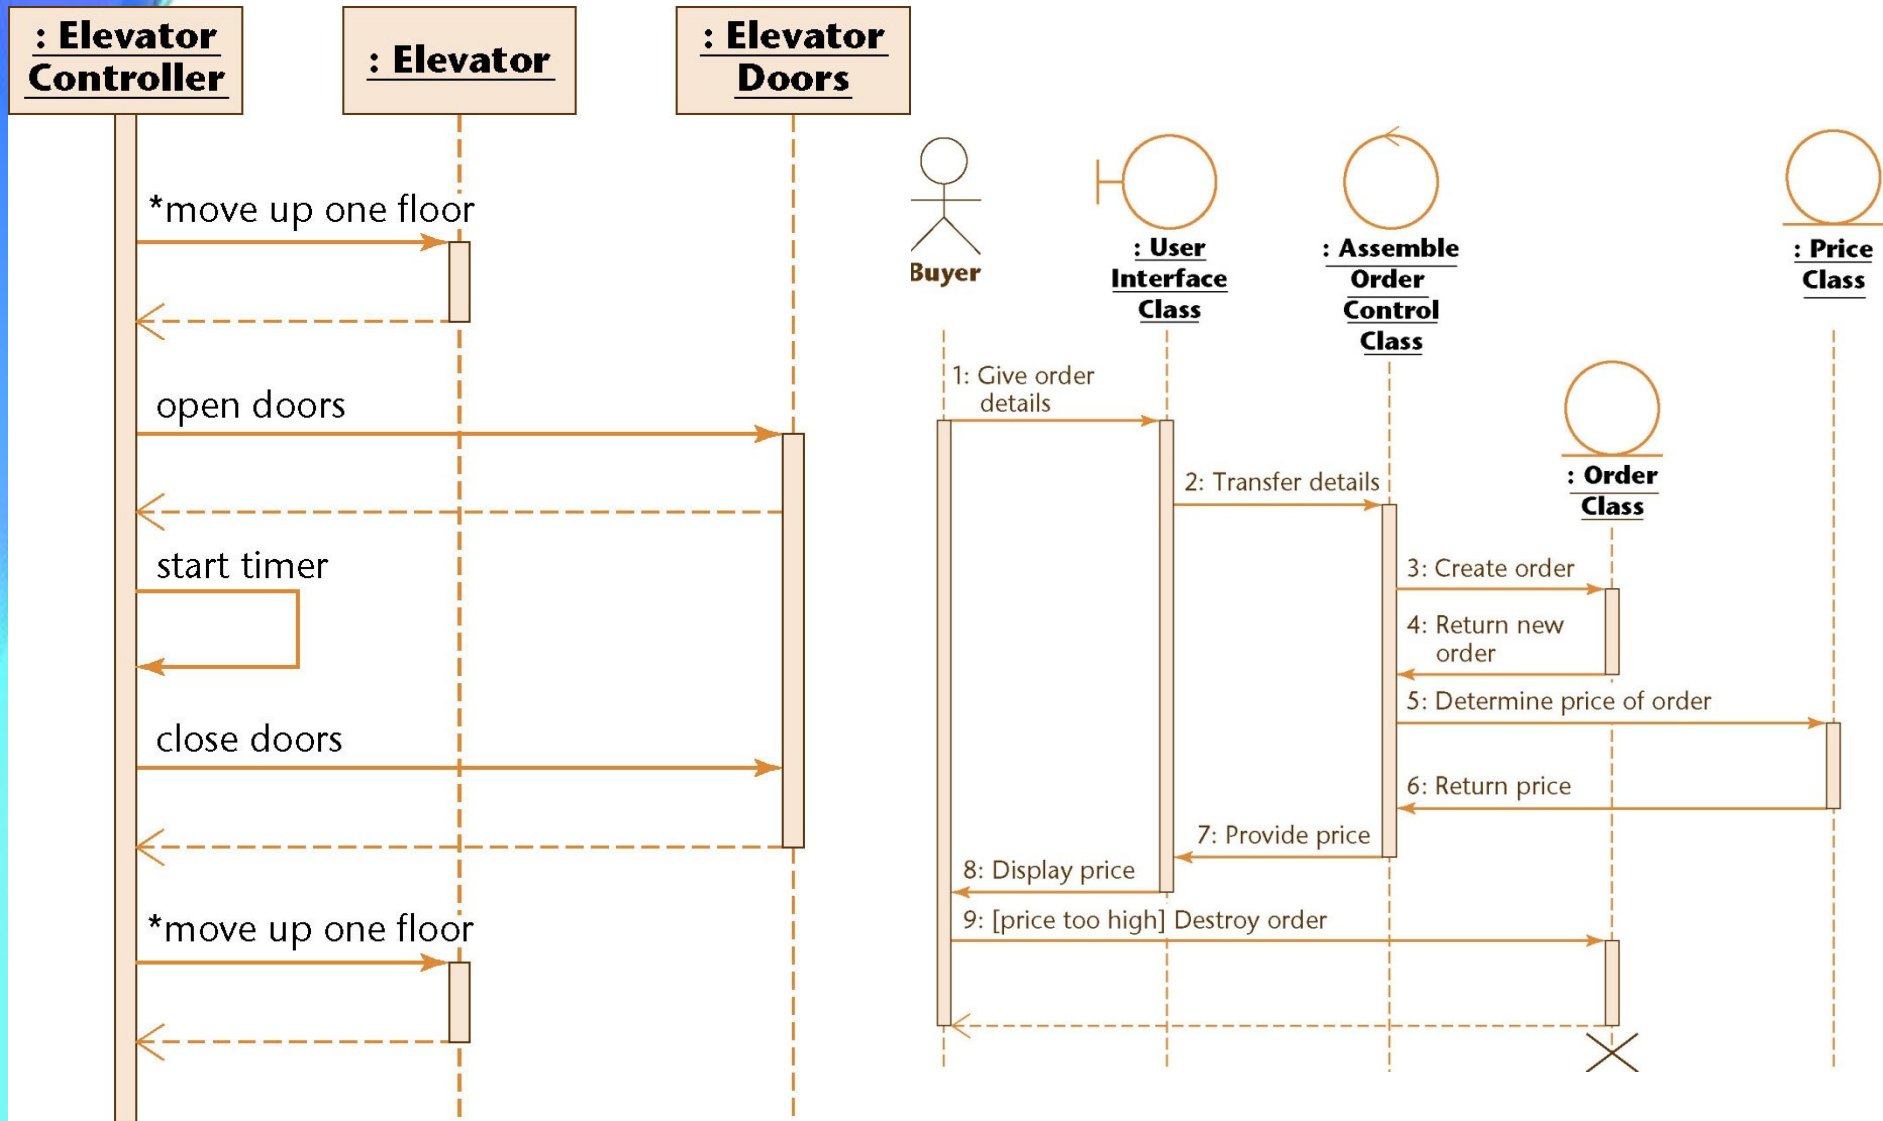 : Elevator
Controller
: Elevator
: Elevator
Doors
*move up one floor
open doors
start timer
close doors
*move up one floor
Buyer
: User
Interface
Class
: Assemble
Order
Control
Class
: Price
Class
: Order
Class
1: Give order
details
2: Transfer details
3: Create order
4: Return new
order
5: Determine price of order
6: Return price
7: Provide price
8: Display price
9: [price too high] Destroy order